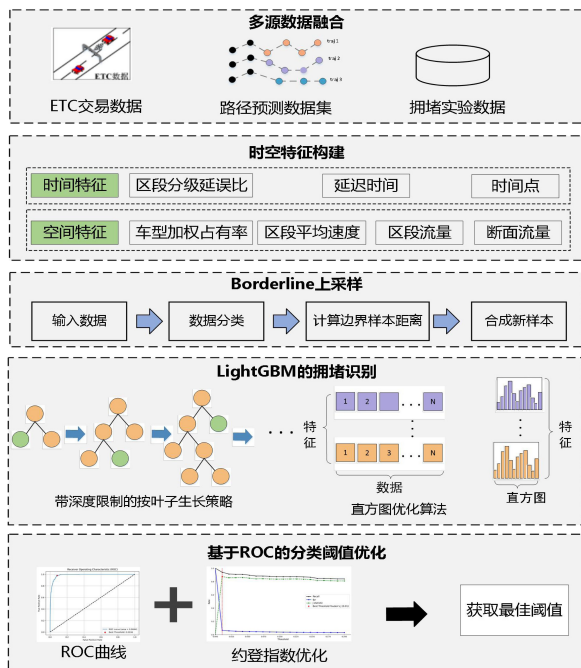 多源数据融合
ETC数据
traj 1
traj 2
traj 3
ETC交易数据
路径预测数据集
拥堵实验数据
时空特征构建
时间特征 区段分级延误比 延迟时间 时间点
空间特征 车型加权占有率 区段平均速度 区段流量 断面流量
Borderline上采样
输入数据 数据分类 计算边界样本距离 合成新样本
LightGBM的拥堵识别
1 2 ... N
特征
1 2 3 ... N
数据
特征
直方图
带深度限制的按叶子生长策略
直方图优化算法
基于ROC的分类阈值优化
ROC曲线
约登指数优化
获取最佳阈值